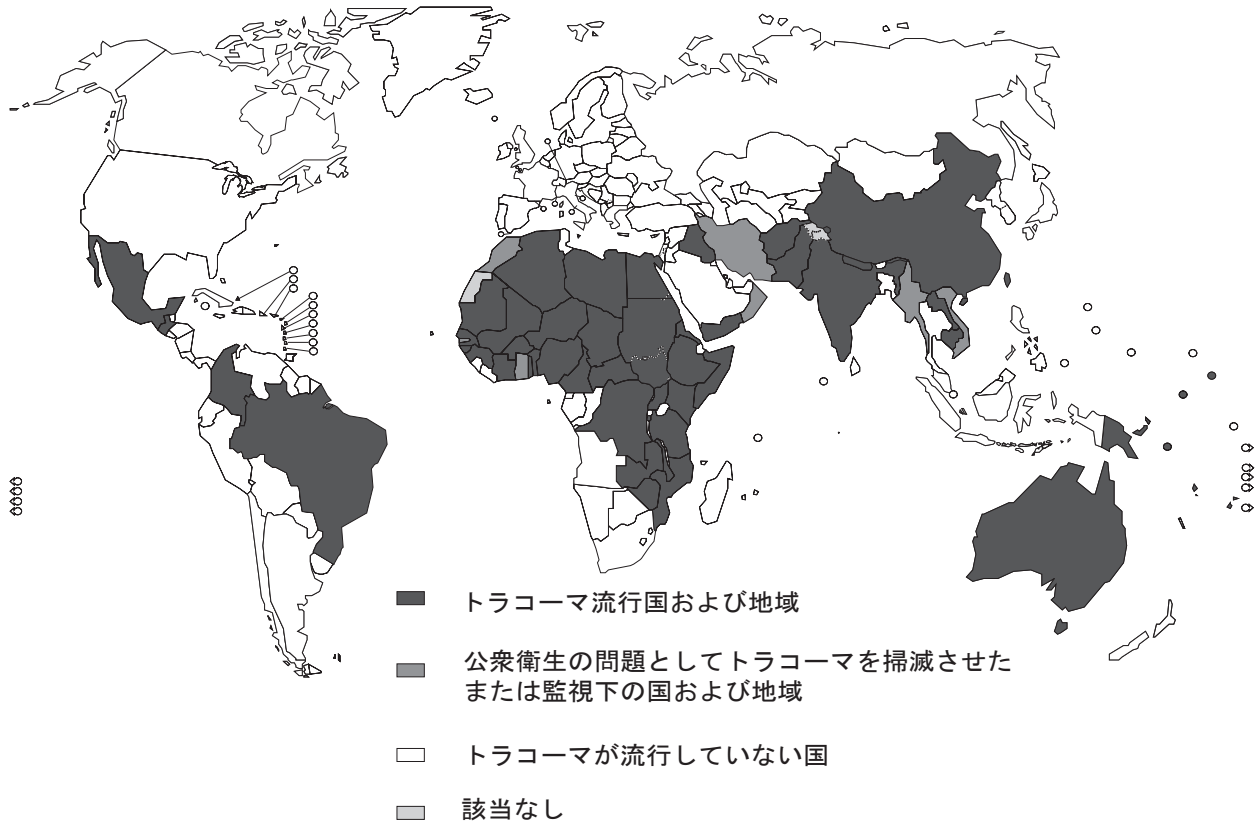 トラコーマ流行国および地域
公衆衛生の問題としてトラコーマを掃滅させた
または監視下の国および地域
トラコーマが流行していない国
該当なし